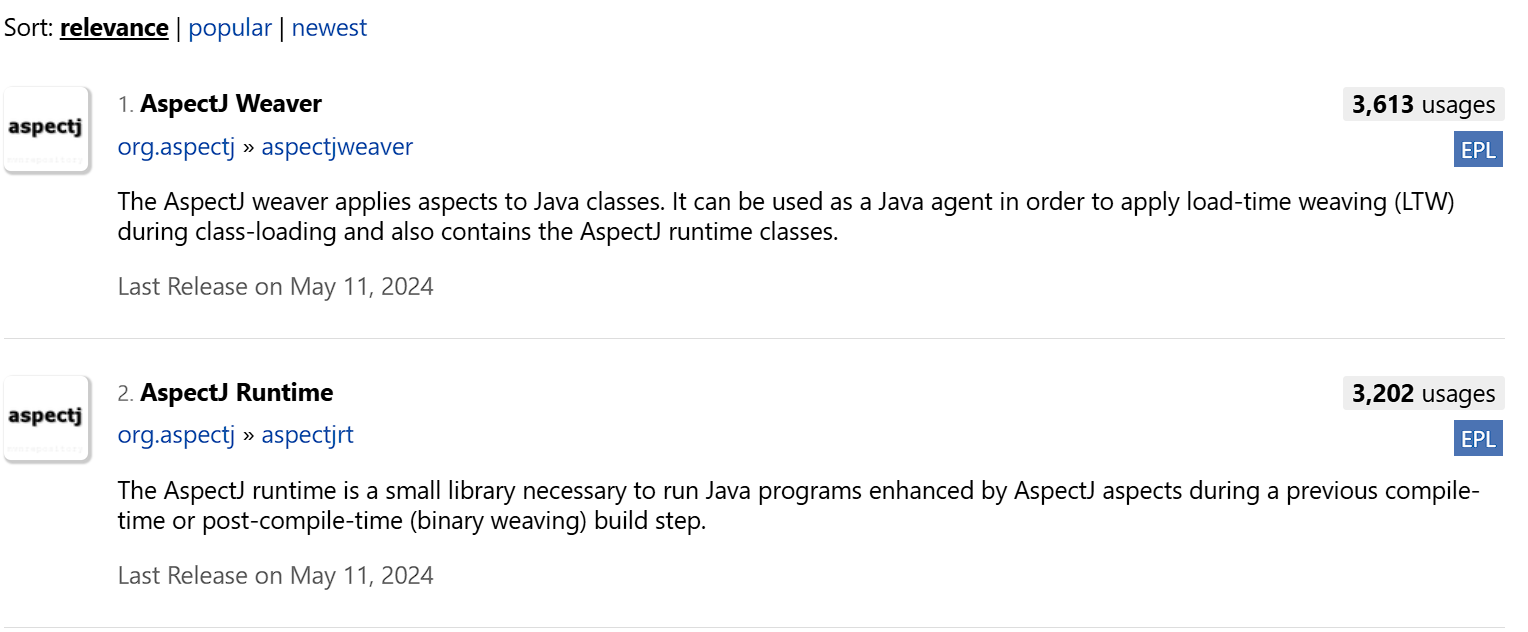 Sort: relevance | popular | newest
aspectj
1. AspectJ Weaver
3,613 usages
org.aspectj » aspectjweaver
EPL
The AspectJ weaver applies aspects to Java classes. It can be used as a Java agent in order to apply load-time weaving (LTW)
during class-loading and also contains the AspectJ runtime classes.
Last Release on May 11, 2024
aspectj
2. AspectJ Runtime
3,202 usages
org.aspectj » aspectjrt
EPL
The AspectJ runtime is a small library necessary to run Java programs enhanced by AspectJ aspects during a previous compile-
time or post-compile-time (binary weaving) build step.
Last Release on May 11, 2024